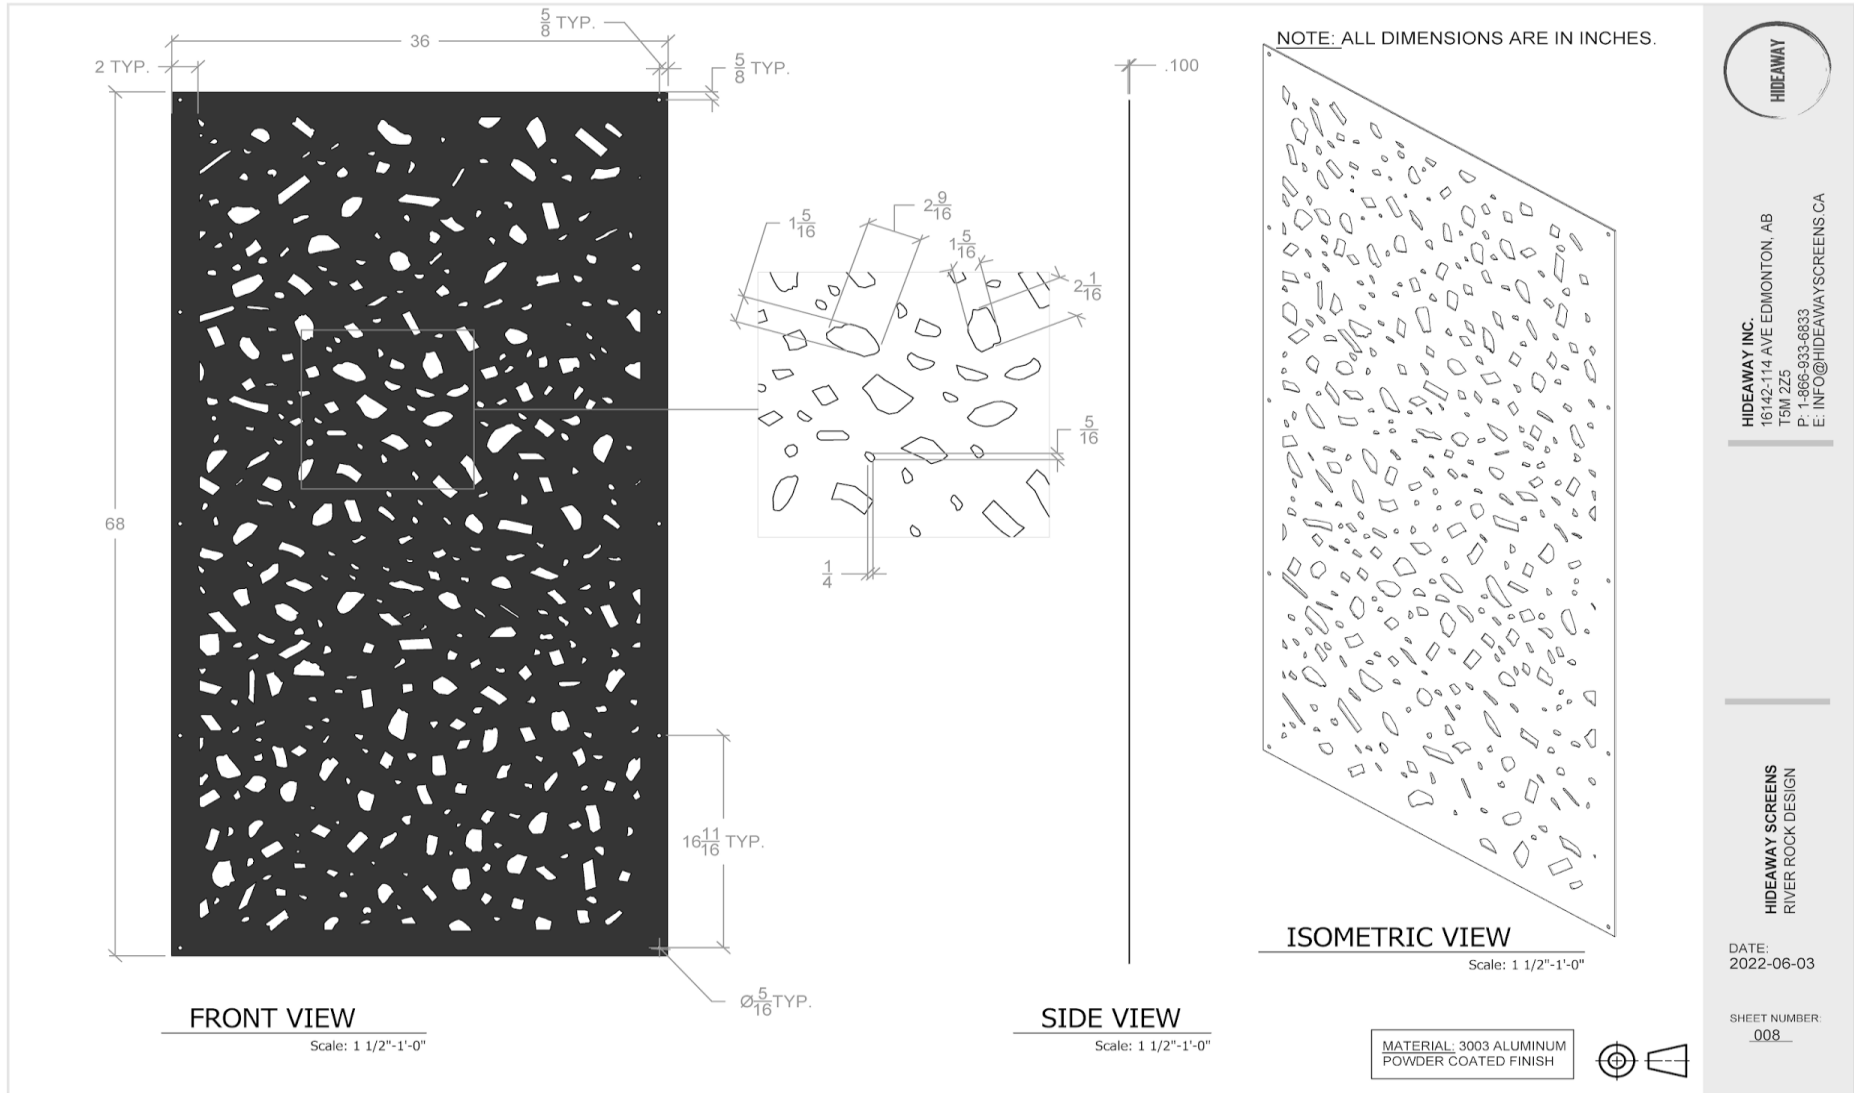 5/8 TYP.
36
2 TYP.
5/8 TYP.
68
16 11/16 TYP.
Ø 5/16 TYP.
FRONT VIEW
Scale: 1 1/2"-1'-0"
1 5/16
2 9/16
1 5/16
2 1/16
5/16
1/4
.100
SIDE VIEW
Scale: 1 1/2"-1'-0"
NOTE: ALL DIMENSIONS ARE IN INCHES.
ISOMETRIC VIEW
Scale: 1 1/2"-1'-0"
MATERIAL: 3003 ALUMINUM
POWDER COATED FINISH
HIDEAWAY
HIDEAWAY INC.
16142-114 AVE EDMONTON, AB
T5M 2Z5
P: 1-866-933-6833
E: INFO@HIDEAWAYSCREENS.CA
HIDEAWAY SCREENS
RIVER ROCK DESIGN
DATE:
2022-06-03
SHEET NUMBER:
008